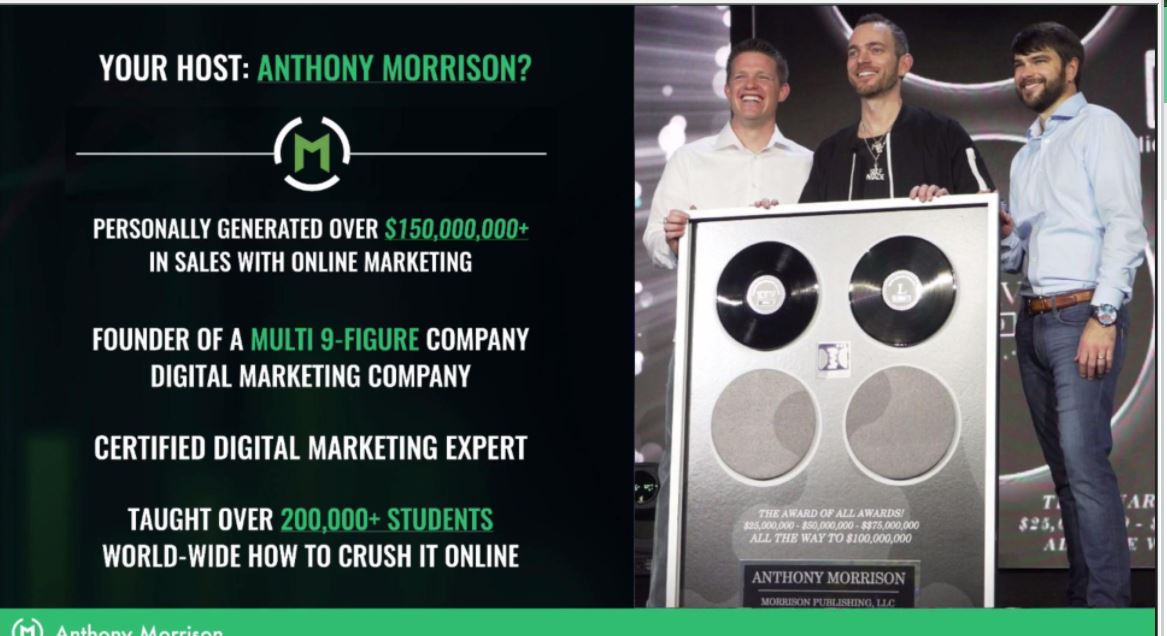 YOUR HOST: ANTHONY MORRISON?
M
PERSONALLY GENERATED OVER $150,000,000+
IN SALES WITH ONLINE MARKETING
FOUNDER OF A MULTI 9-FIGURE COMPANY
DIGITAL MARKETING COMPANY
CERTIFIED DIGITAL MARKETING EXPERT
TAUGHT OVER 200,000+ STUDENTS
WORLD-WIDE HOW TO CRUSH IT ONLINE
L
THE AWARD OF ALL AWARDS!
$25,000,000 - $50,000,000 - $$75,000,000
ALL THE WAY TO $100,000,000
ANTHONY MORRISON
MORRISON PUBLISHING, LLC
M Anthony Morrison